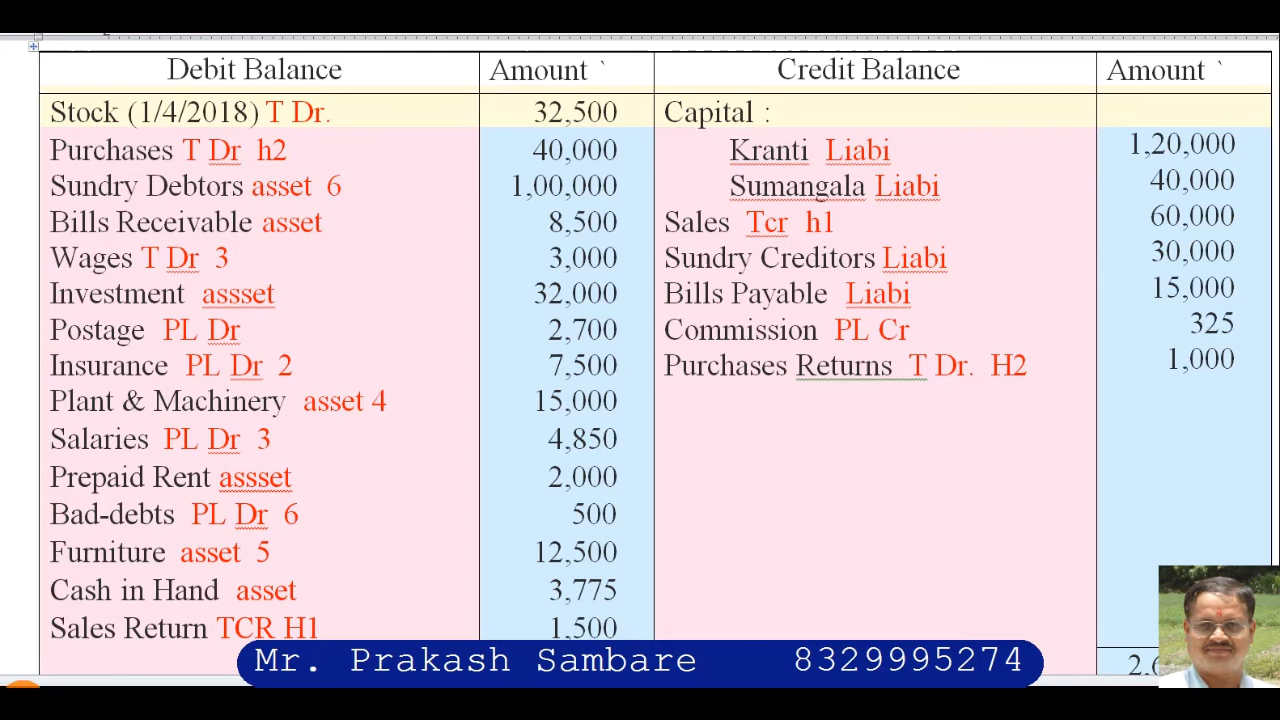 Debit Balance Amount ` Credit Balance Amount `
Stock (1/4/2018) T Dr. 32,500 Capital :
Purchases T Dr h2 40,000 Kranti Liabi 1,20,000
Sundry Debtors asset 6 1,00,000 Sumangala Liabi 40,000
Bills Receivable asset 8,500 Sales Tcr h1 60,000
Wages T Dr 3 3,000 Sundry Creditors Liabi 30,000
Investment assset 32,000 Bills Payable Liabi 15,000
Postage PL Dr 2,700 Commission PL Cr 325
Insurance PL Dr 2 7,500 Purchases Returns T Dr. H2 1,000
Plant & Machinery asset 4 15,000
Salaries PL Dr 3 4,850
Prepaid Rent assset 2,000
Bad-debts PL Dr 6 500
Furniture asset 5 12,500
Cash in Hand asset 3,775
Sales Return TCR H1 1,500
Mr. Prakash Sambare 8329995274